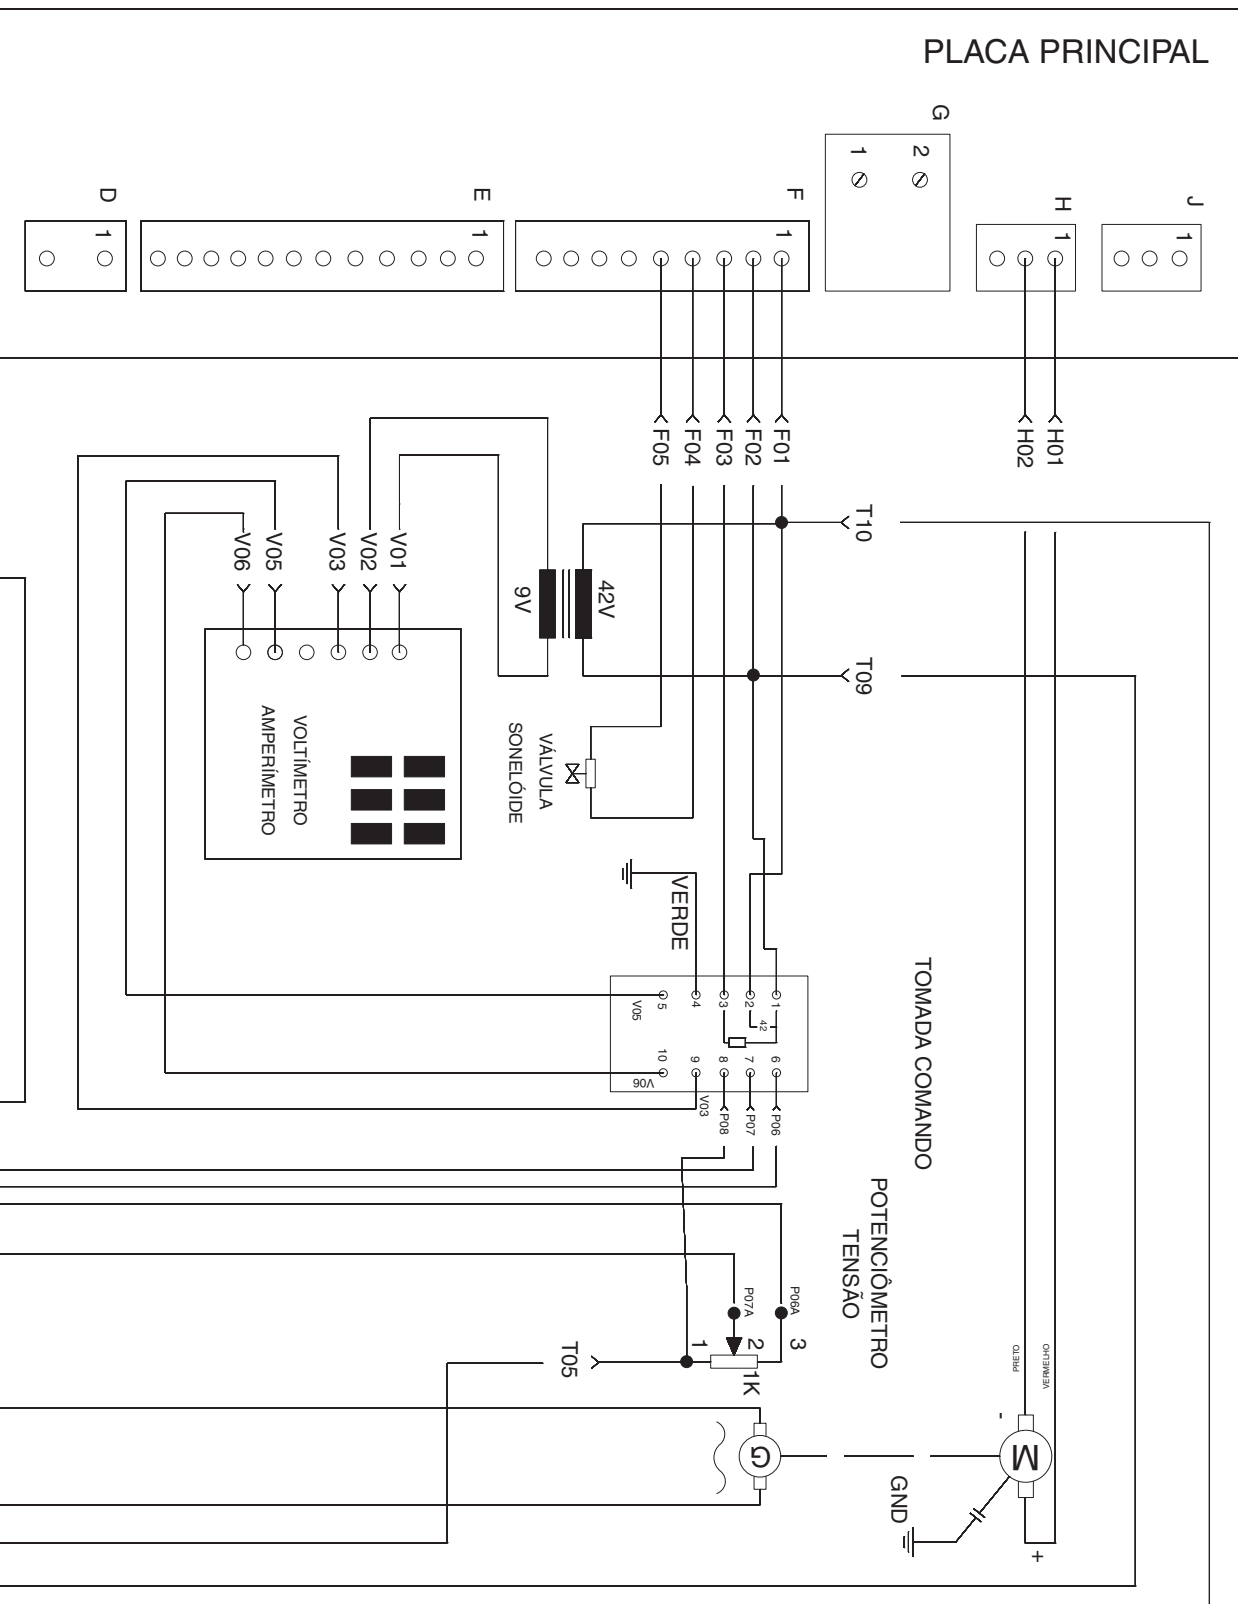 PLACA PRINCIPAL
G
1
2
D
1
E
1
F
1
H
1
J
1
F05
F04
F03
F02
F01
H02
H01
T10
V06
V05
V03
V02
V01
9V
42V
T09
VOLTÍMETRO
AMPERÍMETRO
VÁLVULA
SONELÓIDE
VERDE
TOMADA COMANDO
5
4
3
2
1
V05
42
10
9
8
7
6
V06
V03
P08
P07
P06
POTENCIÔMETRO
TENSÃO
P07A
P06A
1
2
3
1K
T05
PRETO
VERMELHO
-
M
G
GND
+